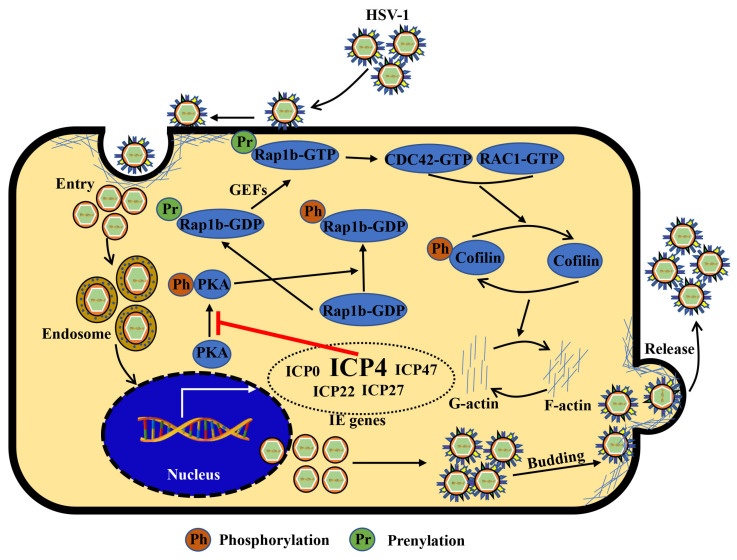 HSV-1
Pr
Rap1b-GTP
CDC42-GTP
RAC1-GTP
Entry
GEFs
Pr
Rap1b-GDP
Ph
Rap1b-GDP
Ph
Cofilin
Cofilin
Ph
PKA
Rap1b-GDP
Endosome
PKA
ICP0
ICP4
ICP47
ICP22
ICP27
IE genes
G-actin
F-actin
Release
Nucleus
Budding
Ph Phosphorylation
Pr Prenylation